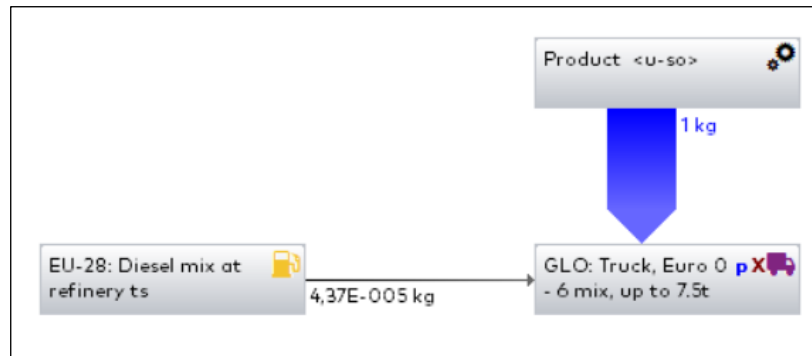 Product <u-so>
1 kg
EU-28: Diesel mix at
refinery ts
4,37E-005 kg
GLO: Truck, Euro 0 p X
- 6 mix, up to 7.5t